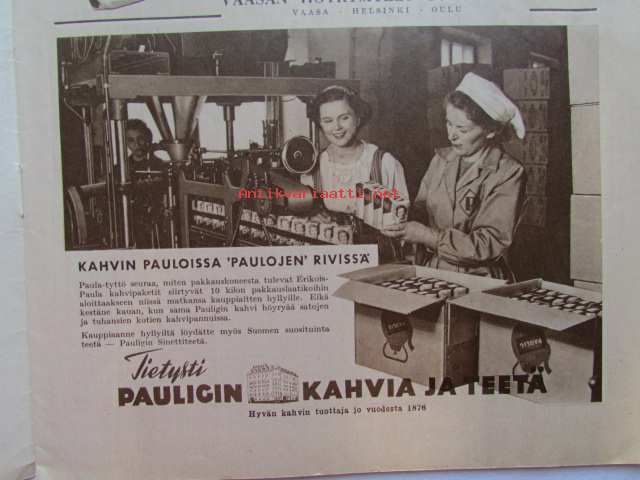 VAASA - HELSINKI - OULU
Antikvariaatti.net
KAHVIN PAULOISSA 'PAULOJEN' RIVISSÄ
Paula-tyttö seuraa, miten pakkauskoneesta tulevat Erikois-
Paula kahvipaketit siirtyvät 10 kilon pakkauslaatikoihin
aloittaakseen niissä matkansa kauppiaitten hyllyille. Eikä
kestäne kauan, kun sama Pauligin kahvi höyryää satojen
ja tuhansien kotien kahvipannuissa.
Kauppisanne hyllyiltä löydätte myös Suomen suosituinta
teetä — Pauligin Sinettiteetä.
Tietysti
PAULIGIN KAHVIA JA TEETÄ
Hyvän kahvin tuottaja jo vuodesta 1876